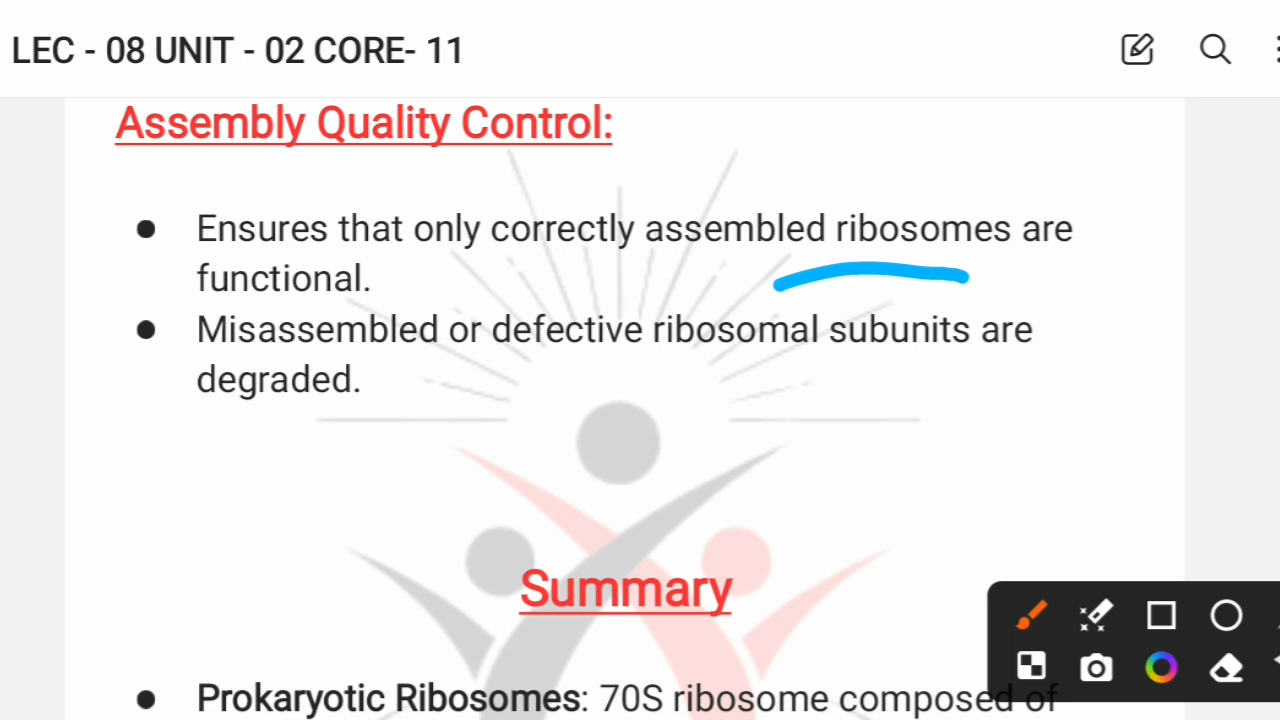 LEC - 08 UNIT - 02 CORE- 11
Assembly Quality Control:
● Ensures that only correctly assembled ribosomes are
functional.
● Misassembled or defective ribosomal subunits are
degraded.
Summary
● Prokaryotic Ribosomes: 70S ribosome composed of